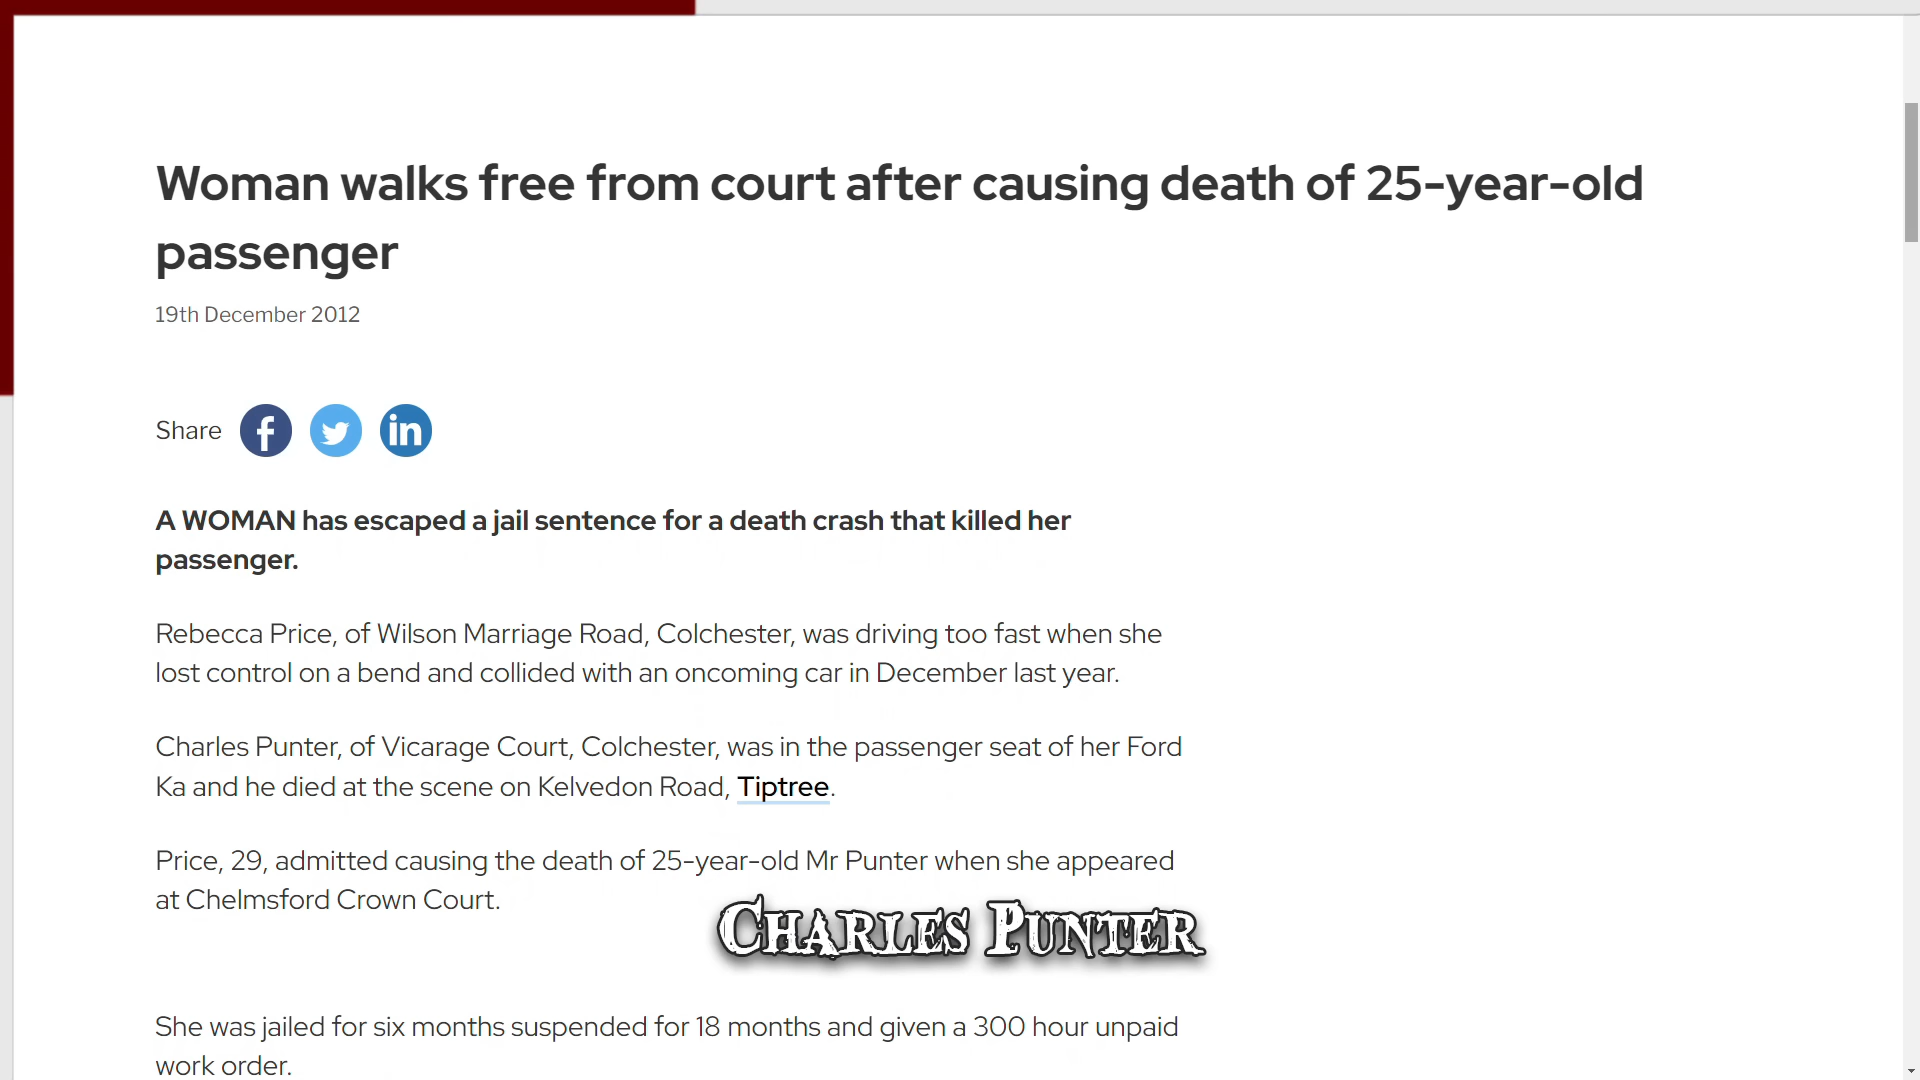 Woman walks free from court after causing death of 25-year-old
passenger
19th December 2012
Share
A WOMAN has escaped a jail sentence for a death crash that killed her
passenger.
Rebecca Price, of Wilson Marriage Road, Colchester, was driving too fast when she
lost control on a bend and collided with an oncoming car in December last year.
Charles Punter, of Vicarage Court, Colchester, was in the passenger seat of her Ford
Ka and he died at the scene on Kelvedon Road, Tiptree.
Price, 29, admitted causing the death of 25-year-old Mr Punter when she appeared
at Chelmsford Crown Court.
Charles Punter
She was jailed for six months suspended for 18 months and given a 300 hour unpaid
work order.